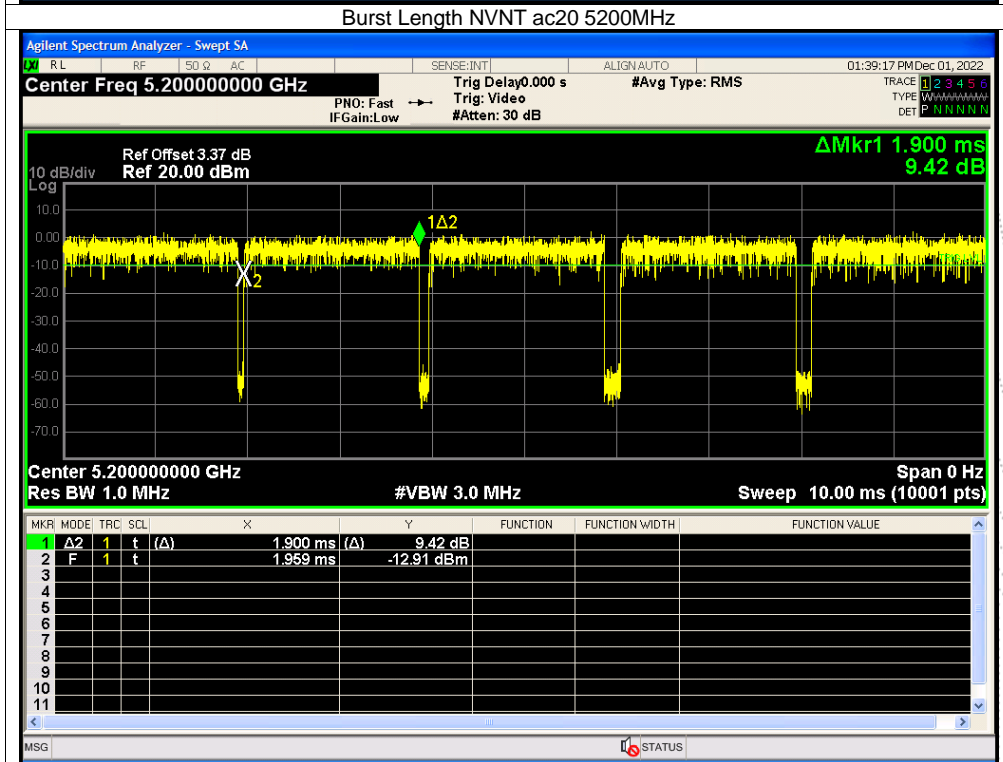 Burst Length NVNT ac20 5200MHz
Agilent Spectrum Analyzer - Swept SA
LXI RL RF 50 Ω AC SENSE:INT ALIGN AUTO 01:39:17 PM Dec 01, 2022
Center Freq 5.200000000 GHz
PNO: Fast
IFGain:Low
Trig Delay0.000 s
Trig: Video
#Atten: 30 dB
#Avg Type: RMS
TRACE 1 2 3 4 5 6
TYPE WWWWWWW
DET P N N N N N
ΔMkr1 1.900 ms
9.42 dB
Ref Offset 3.37 dB
10 dB/div Ref 20.00 dBm
Log
10.0
0.00
-10.0
-20.0
-30.0
-40.0
-50.0
-60.0
-70.0
1Δ2
2
Center 5.200000000 GHz Span 0 Hz
Res BW 1.0 MHz #VBW 3.0 MHz Sweep 10.00 ms (10001 pts)
MKR MODE TRC SCL X Y FUNCTION FUNCTION WIDTH FUNCTION VALUE
1 Δ2 1 t (Δ) 1.900 ms (Δ) 9.42 dB
2 F 1 t 1.959 ms -12.91 dBm
3
4
5
6
7
8
9
10
11
MSG STATUS